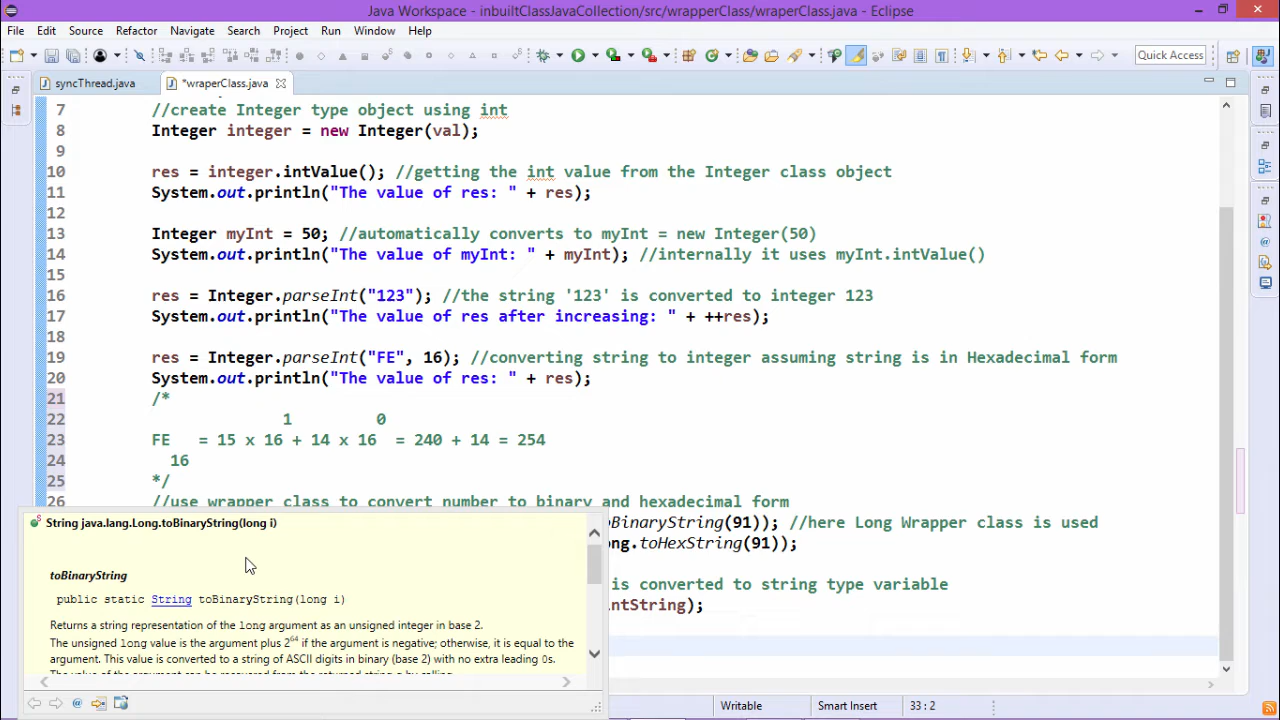 Java Workspace - inbuiltClassJavaCollection/src/wrapperClass/wraperClass.java - Eclipse
File Edit Source Refactor Navigate Search Project Run Window Help
Quick Access
syncThread.java *wraperClass.java
7 //create Integer type object using int
8 Integer integer = new Integer(val);
9
10 res = integer.intValue(); //getting the int value from the Integer class object
11 System.out.println("The value of res: " + res);
12
13 Integer myInt = 50; //automatically converts to myInt = new Integer(50)
14 System.out.println("The value of myInt: " + myInt); //internally it uses myInt.intValue()
15
16 res = Integer.parseInt("123"); //the string '123' is converted to integer 123
17 System.out.println("The value of res after increasing: " + ++res);
18
19 res = Integer.parseInt("FE", 16); //converting string to integer assuming string is in Hexadecimal form
20 System.out.println("The value of res: " + res);
21 /*
22 1 0
23 FE = 15 x 16 + 14 x 16 = 240 + 14 = 254
24 16
25 */
26 //use wrapper class to convert number to binary and hexadecimal form
oBinaryString(91)); //here Long Wrapper class is used
ong.toHexString(91));
is converted to string type variable
intString);
String java.lang.Long.toBinaryString(long i)
toBinaryString
public static String toBinaryString(long i)
Returns a string representation of the long argument as an unsigned integer in base 2.
The unsigned long value is the argument plus 2^64 if the argument is negative; otherwise, it is equal to the
argument. This value is converted to a string of ASCII digits in binary (base 2) with no extra leading 0s.
Writable Smart Insert 33 : 2